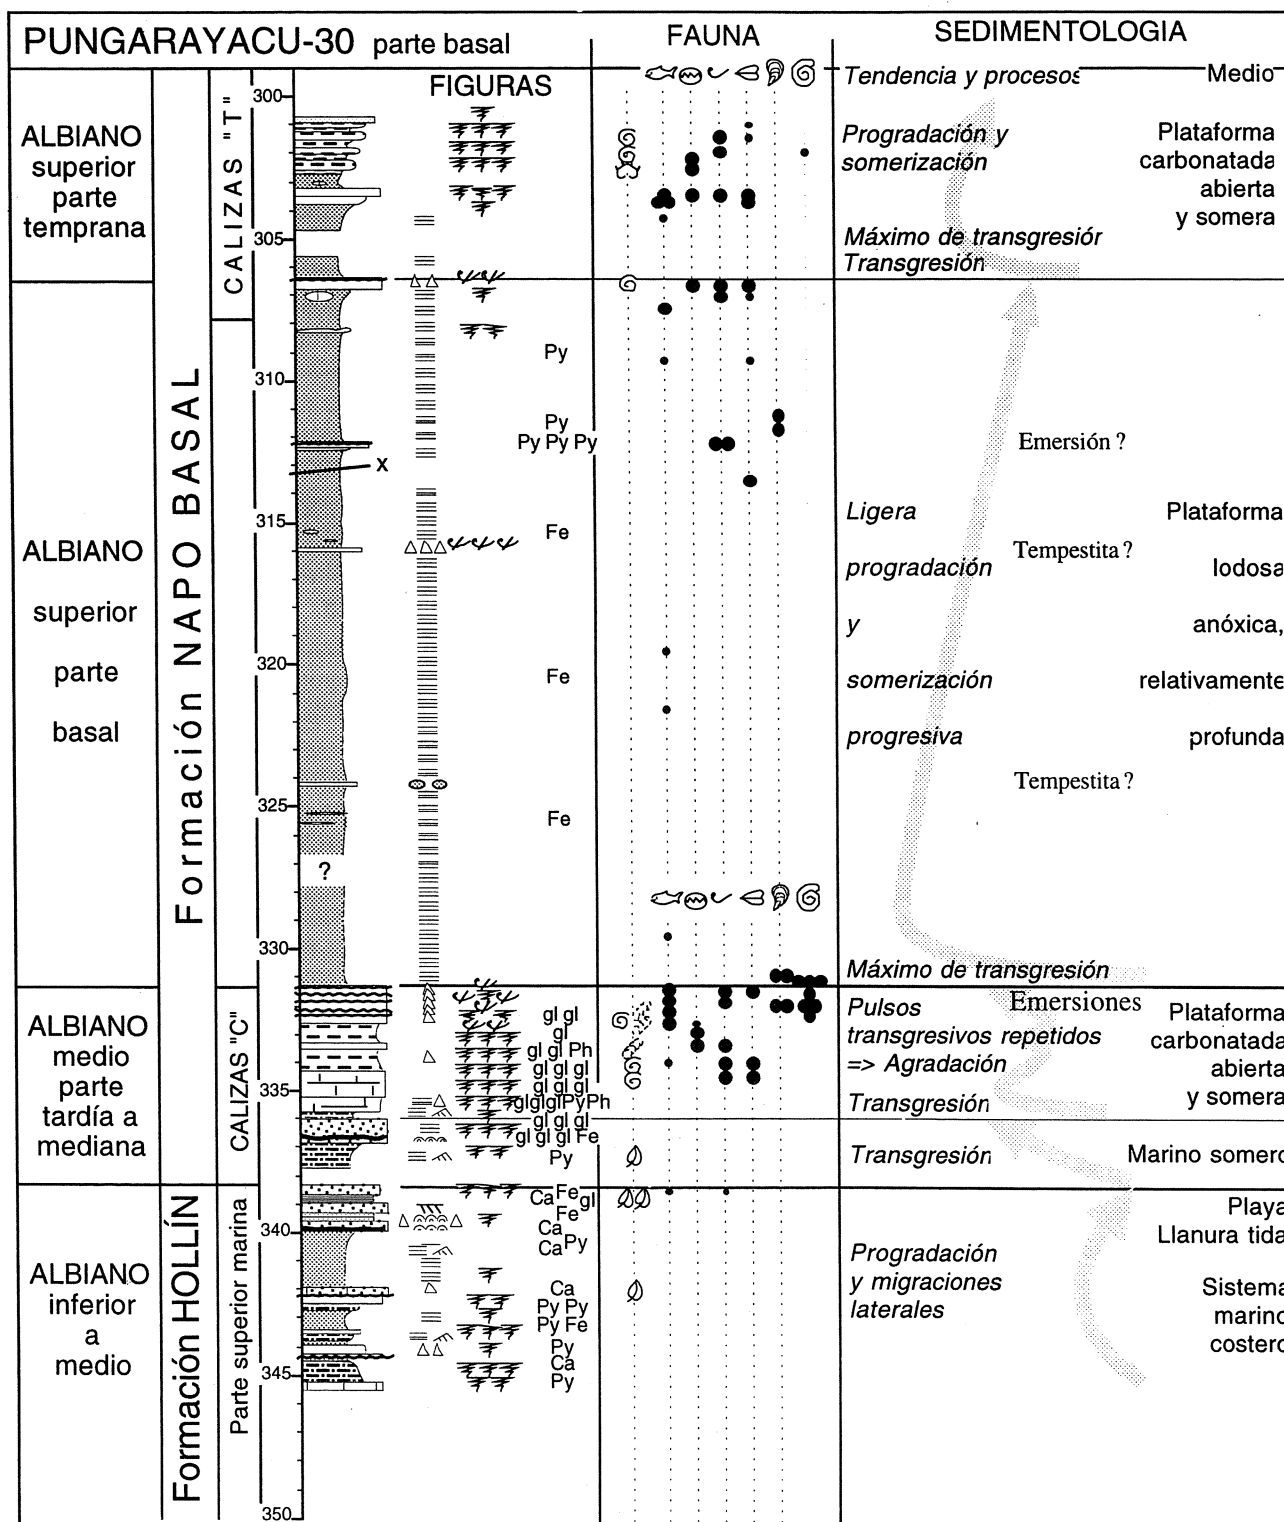 PUNGARAYACU-30 parte basal
FAUNA
SEDIMENTOLOGIA
FIGURAS
Tendencia y procesos
Medio
ALBIANO
superior
parte
temprana
ALBIANO
superior
parte
basal
ALBIANO
medio
parte
tardía a
mediana
ALBIANO
inferior
a
medio
Formación NAPO BASAL
Formación HOLLÍN
CALIZAS "T"
CALIZAS "C"
Parte superior marina
300
305
310
315
320
325
330
335
340
345
350
x
?
Py
Py
Py Py Py
Fe
Fe
Fe
gl gl
gl
gl gl Ph
gl gl gl
gl gl gl
glglglPyPh
gl gl gl
gl gl gl Fe
Py
Fe
Ca gl
Fe
Ca
Py
Ca
Ca
Py Py
Py Fe
Py
Ca
Py
Progradación y
somerización
Máximo de transgresiór
Transgresión
Emersión ?
Ligera
Tempestita ?
progradación
y
somerización
progresiva
Tempestita ?
Máximo de transgresión
Emersiones
Pulsos
transgresivos repetidos
=> Agradación
Transgresión
Transgresión
Progradación
y migraciones
laterales
Plataforma
carbonatada
abierta
y somera
Plataforma
lodosa
anóxica,
relativamente
profunda
Plataforma
carbonatada
abierta
y somera
Marino somero
Playa
Llanura tida
Sistema
marino
costero